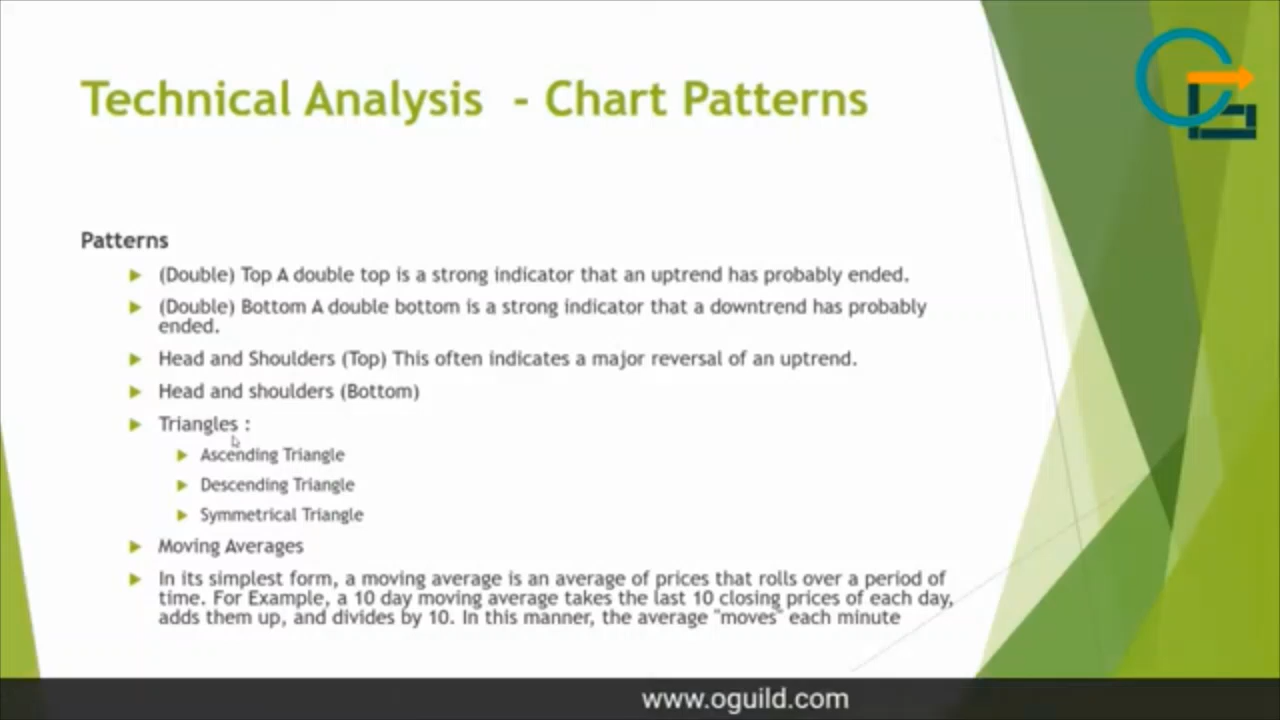 Technical Analysis - Chart Patterns
Patterns
(Double) Top A double top is a strong indicator that an uptrend has probably ended.
(Double) Bottom A double bottom is a strong indicator that a downtrend has probably
ended.
Head and Shoulders (Top) This often indicates a major reversal of an uptrend.
Head and shoulders (Bottom)
Triangles :
Ascending Triangle
Descending Triangle
Symmetrical Triangle
Moving Averages
In its simplest form, a moving average is an average of prices that rolls over a period of
time. For Example, a 10 day moving average takes the last 10 closing prices of each day,
adds them up, and divides by 10. In this manner, the average "moves" each minute
www.oguild.com